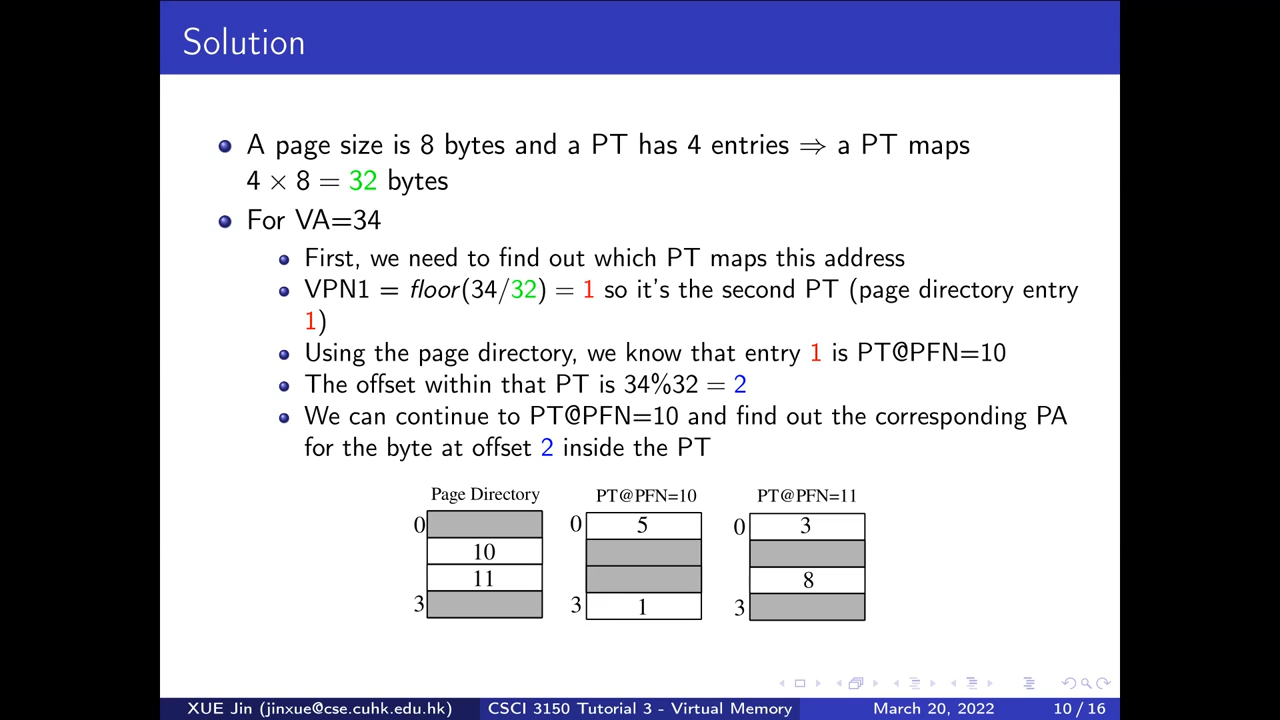 Solution
A page size is 8 bytes and a PT has 4 entries ⇒ a PT maps
4 × 8 = 32 bytes
For VA=34
First, we need to find out which PT maps this address
VPN1 = floor(34/32) = 1 so it's the second PT (page directory entry
1)
Using the page directory, we know that entry 1 is PT@PFN=10
The offset within that PT is 34%32 = 2
We can continue to PT@PFN=10 and find out the corresponding PA
for the byte at offset 2 inside the PT
Page Directory PT@PFN=10 PT@PFN=11
0 0 5 0 3
10
11 8
3 3 1 3
XUE Jin (jinxue@cse.cuhk.edu.hk) CSCI 3150 Tutorial 3 - Virtual Memory March 20, 2022 10 / 16